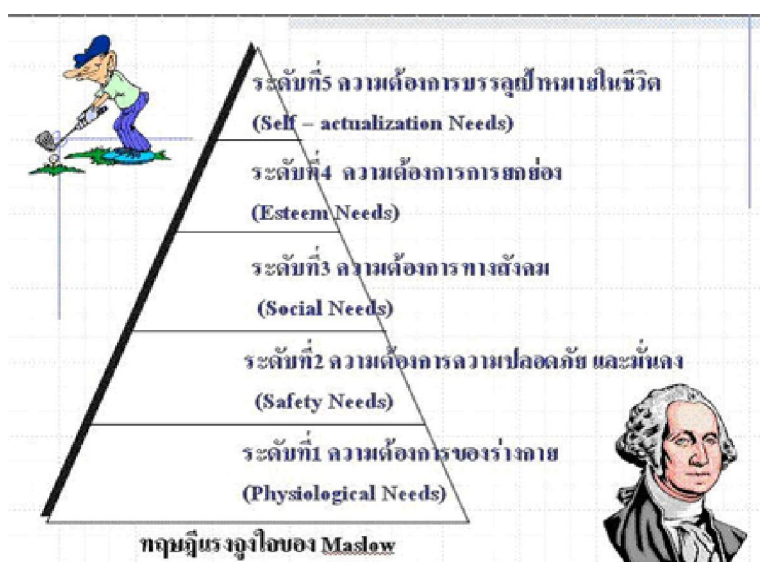 ระดับที่5 ความต้องการบรรลุเป้าหมายในชีวิต
(Self – actualization Needs)
ระดับที่4 ความต้องการการยกย่อง
(Esteem Needs)
ระดับที่3 ความต้องการทางสังคม
(Social Needs)
ระดับที่2 ความต้องการความปลอดภัย และมั่นคง
(Safety Needs)
ระดับที่1 ความต้องการของร่างกาย
(Physiological Needs)
ทฤษฎีแรงจูงใจของ Maslow